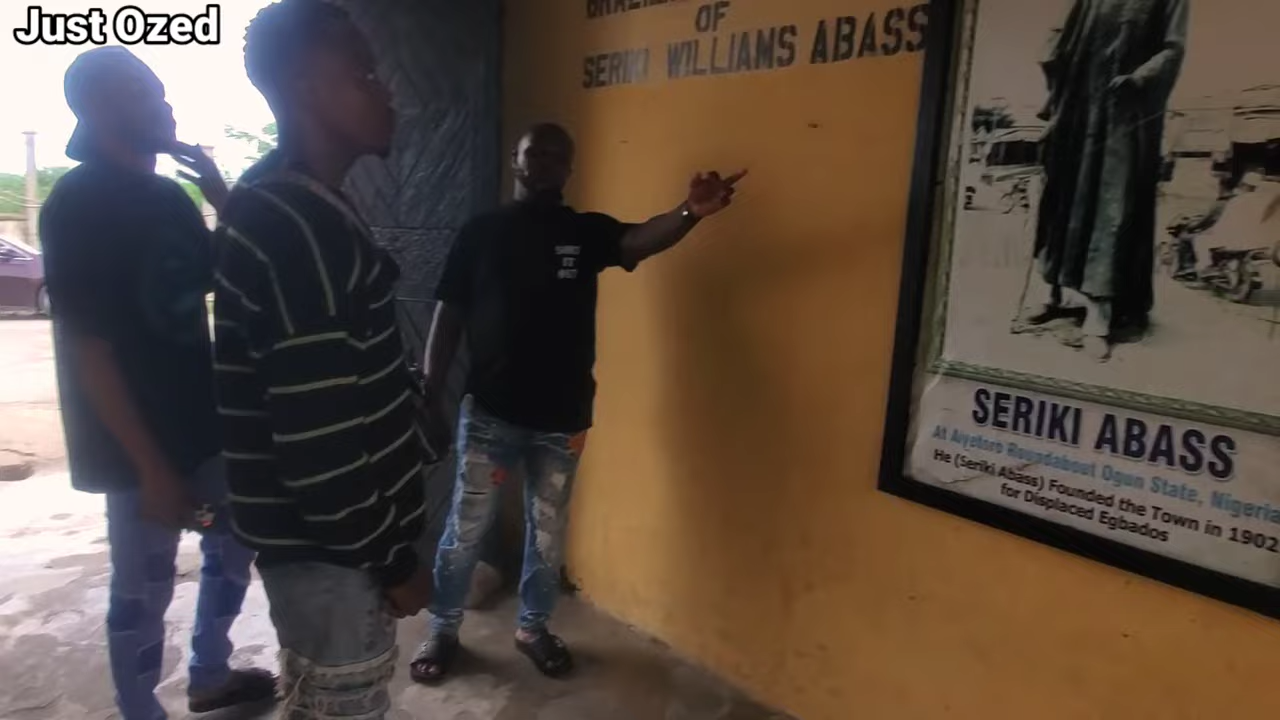 Just Ozed
OF
SERIKI WILLIAMS ABASS
SERIKI ABASS
At Aiyetoro Roundabout Ogun State, Nigeria
He (Seriki Abass) Founded the Town in 1902
for Displaced Egbados